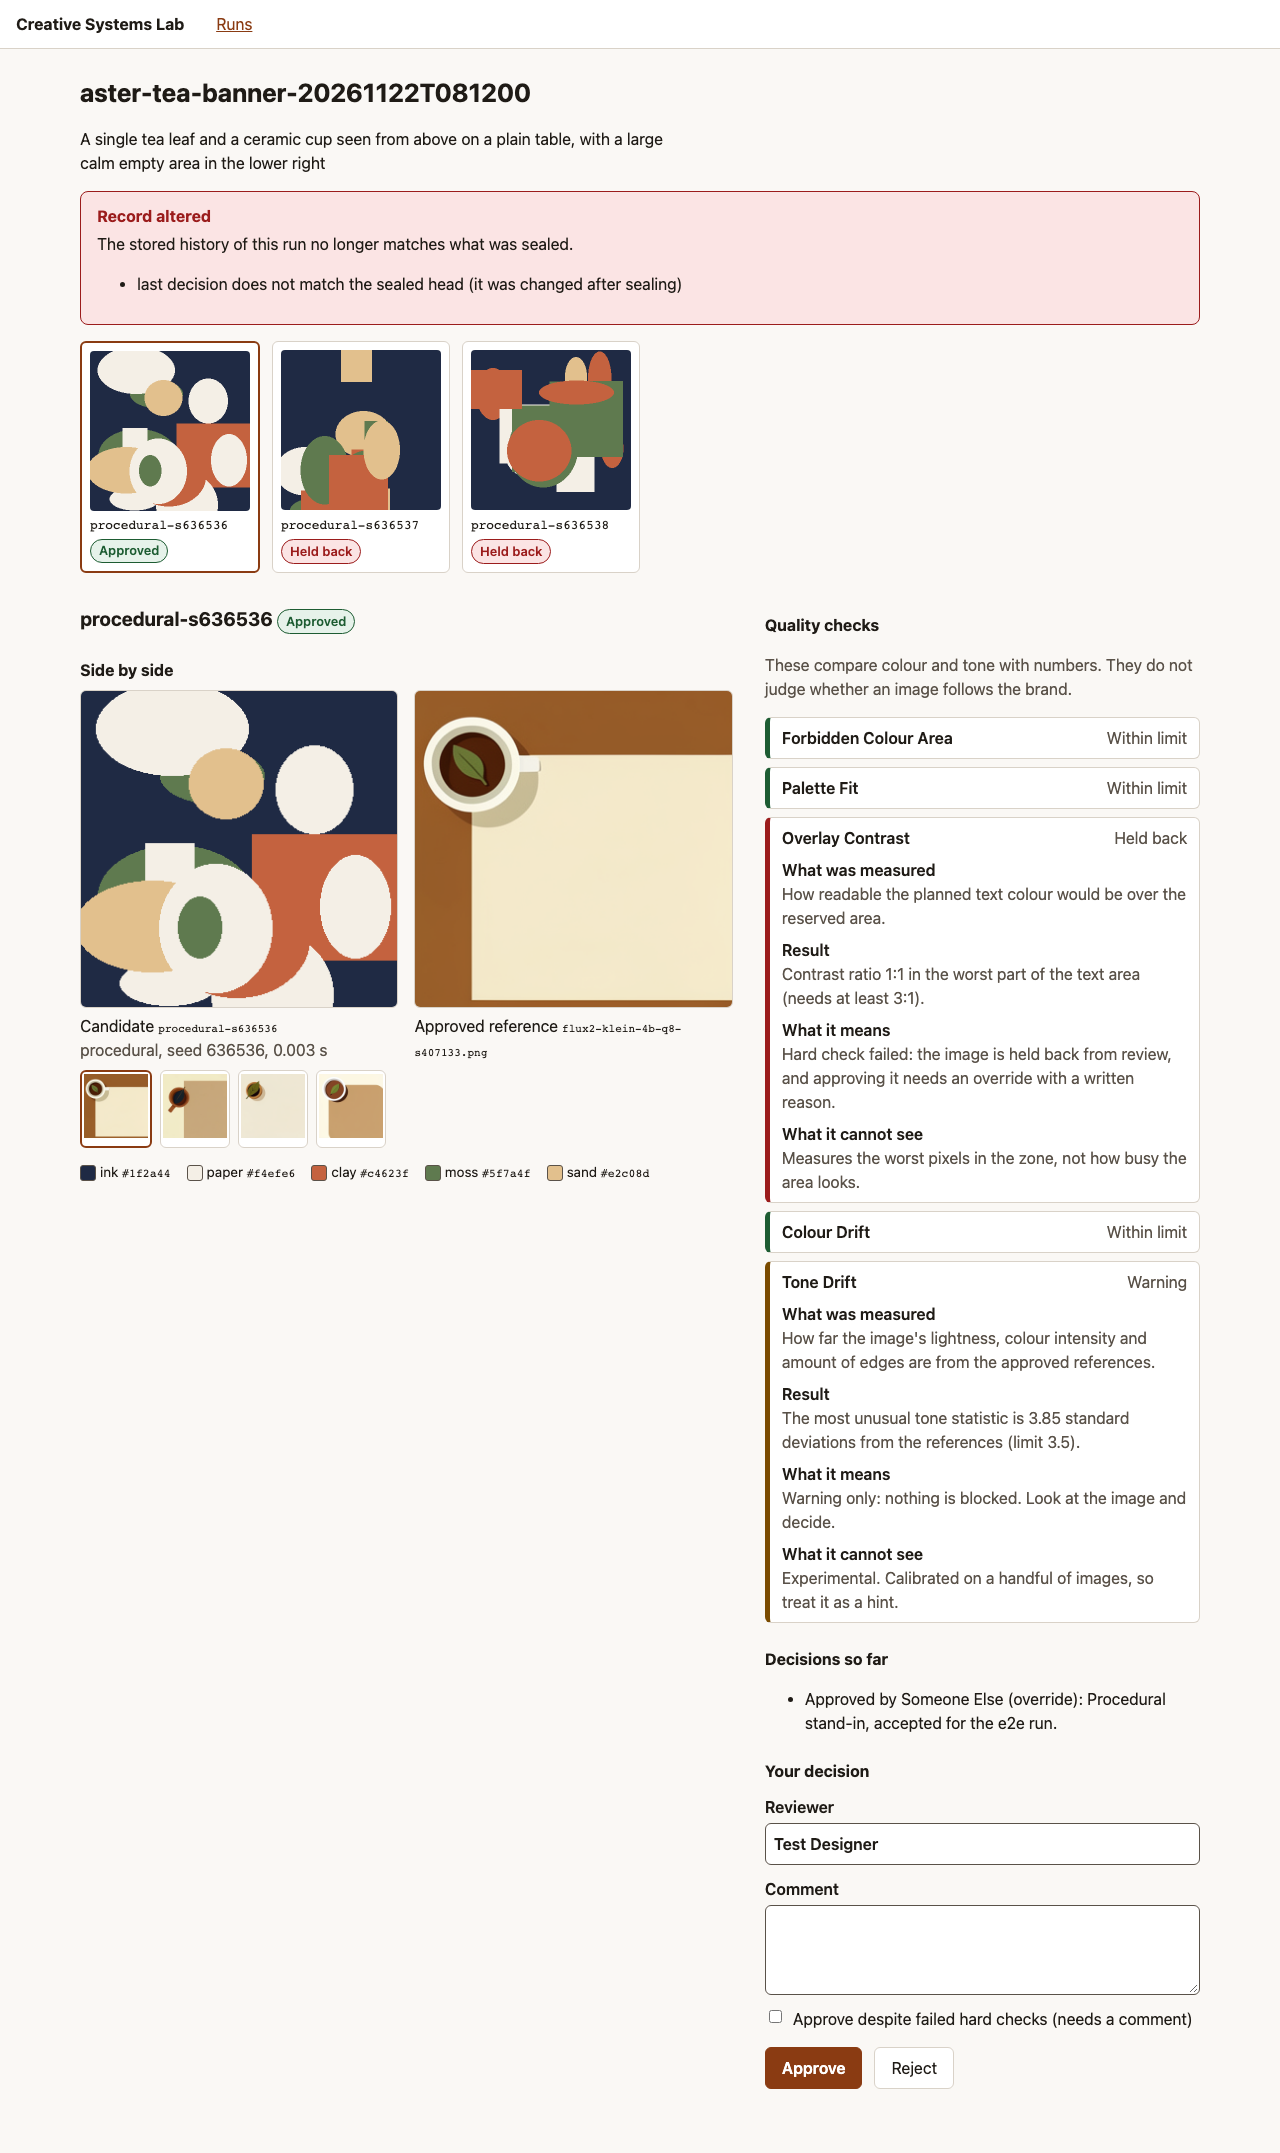 Creative Systems Lab Runs
aster-tea-banner-20261122T081200
A single tea leaf and a ceramic cup seen from above on a plain table, with a large
calm empty area in the lower right
Record altered
The stored history of this run no longer matches what was sealed.
• last decision does not match the sealed head (it was changed after sealing)
procedural-s636536
Approved
procedural-s636537
Held back
procedural-s636538
Held back
procedural-s636536 Approved
Side by side
Candidate procedural-s636536
procedural, seed 636536, 0.003 s
Approved reference flux2-klein-4b-q8-
s407133.png
ink #1f2a44 paper #f4efe6 clay #c4623f moss #5f7a4f sand #e2c08d
Quality checks
These compare colour and tone with numbers. They do not
judge whether an image follows the brand.
Forbidden Colour Area Within limit
Palette Fit Within limit
Overlay Contrast Held back
What was measured
How readable the planned text colour would be over the
reserved area.
Result
Contrast ratio 1:1 in the worst part of the text area
(needs at least 3:1).
What it means
Hard check failed: the image is held back from review,
and approving it needs an override with a written
reason.
What it cannot see
Measures the worst pixels in the zone, not how busy the
area looks.
Colour Drift Within limit
Tone Drift Warning
What was measured
How far the image's lightness, colour intensity and
amount of edges are from the approved references.
Result
The most unusual tone statistic is 3.85 standard
deviations from the references (limit 3.5).
What it means
Warning only: nothing is blocked. Look at the image and
decide.
What it cannot see
Experimental. Calibrated on a handful of images, so
treat it as a hint.
Decisions so far
• Approved by Someone Else (override): Procedural
stand-in, accepted for the e2e run.
Your decision
Reviewer
Test Designer
Comment
Approve despite failed hard checks (needs a comment)
Approve Reject